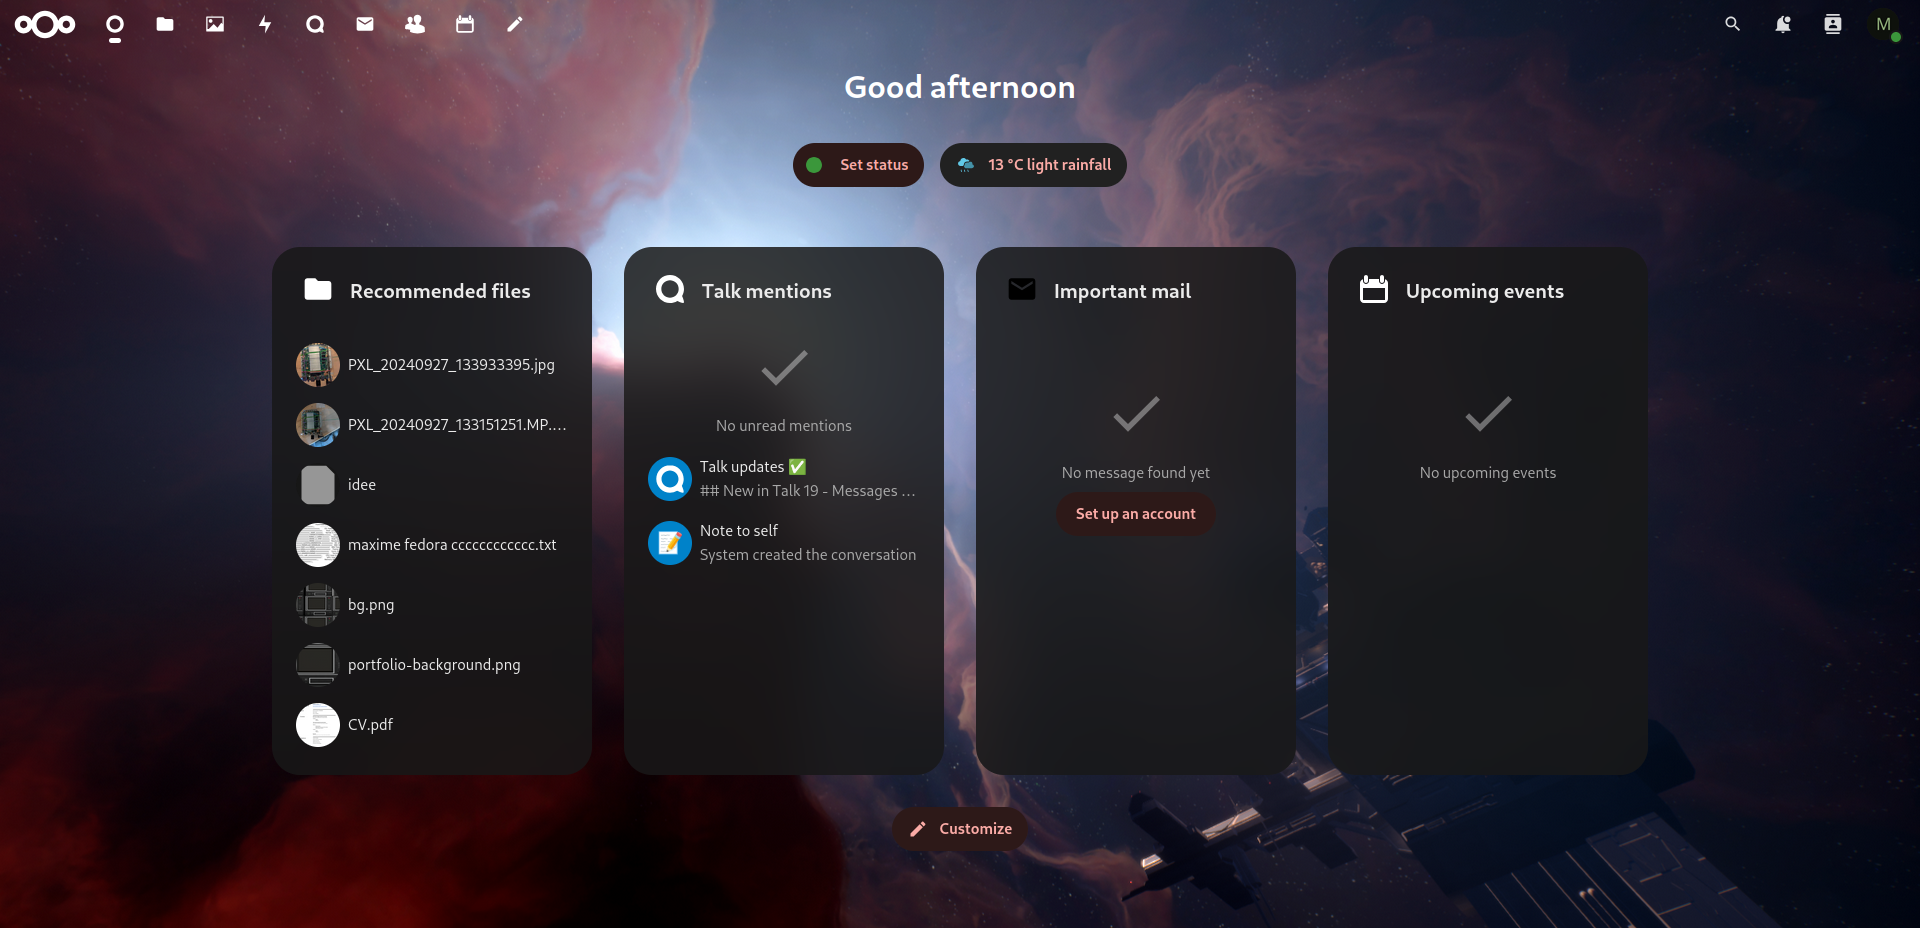 M
Good afternoon
Set status
13 °C light rainfall
Recommended files
PXL_20240927_133933395.jpg
PXL_20240927_133151251.MP....
idee
maxime fedora cccccccccccc.txt
bg.png
portfolio-background.png
CV.pdf
Talk mentions
No unread mentions
Talk updates ✅
## New in Talk 19 - Messages ...
Note to self
System created the conversation
Important mail
No message found yet
Set up an account
Upcoming events
No upcoming events
Customize